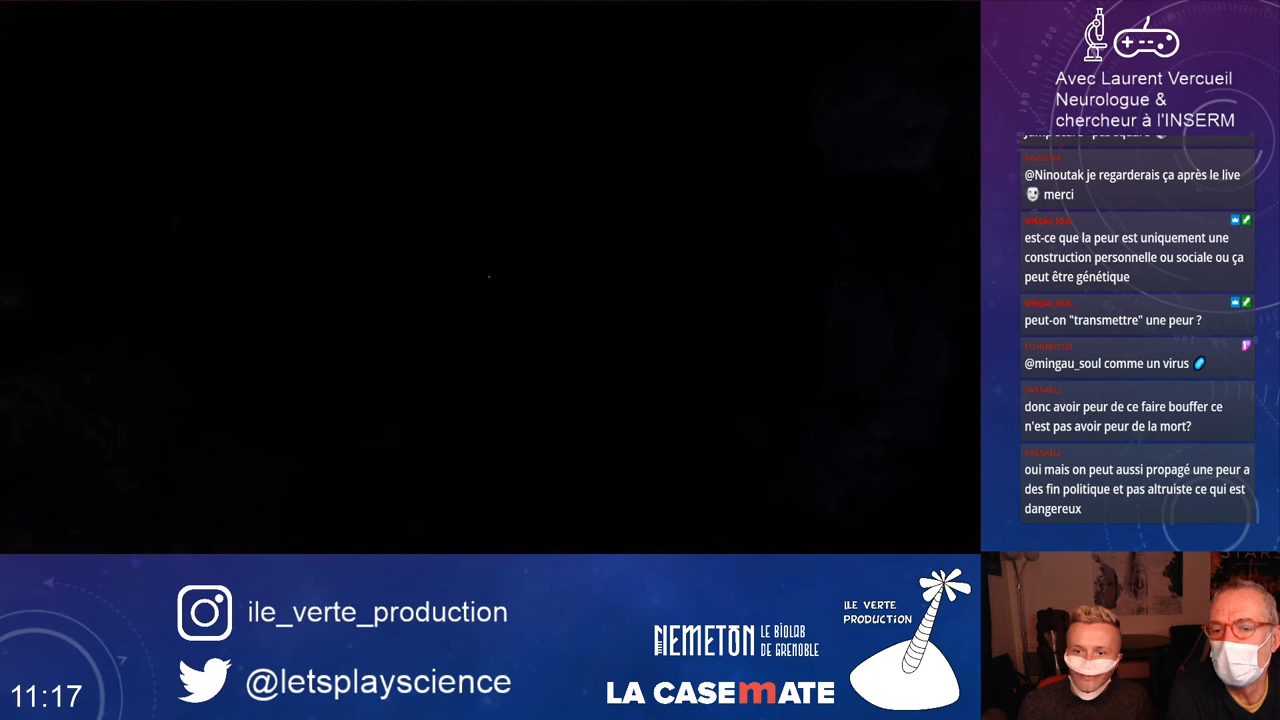 Avec Laurent Vercueil
Neurologue &
chercheur à l'INSERM
@Ninoutak je regarderais ça après le live
merci
MINGAU_SOUL
est-ce que la peur est uniquement une
construction personnelle ou sociale ou ça
peut être génétique
MINGAU_SOUL
peut-on "transmettre" une peur ?
@mingau_soul comme un virus
donc avoir peur de ce faire bouffer ce
n'est pas avoir peur de la mort?
oui mais on peut aussi propagé une peur a
des fin politique et pas altruiste ce qui est
dangereux
ile_verte_production
@letsplayscience
11:17
NEMETON LE BIOLAB
DE GRENOBLE
LA CASEMATE
ILE VERTE
PRODUCTION